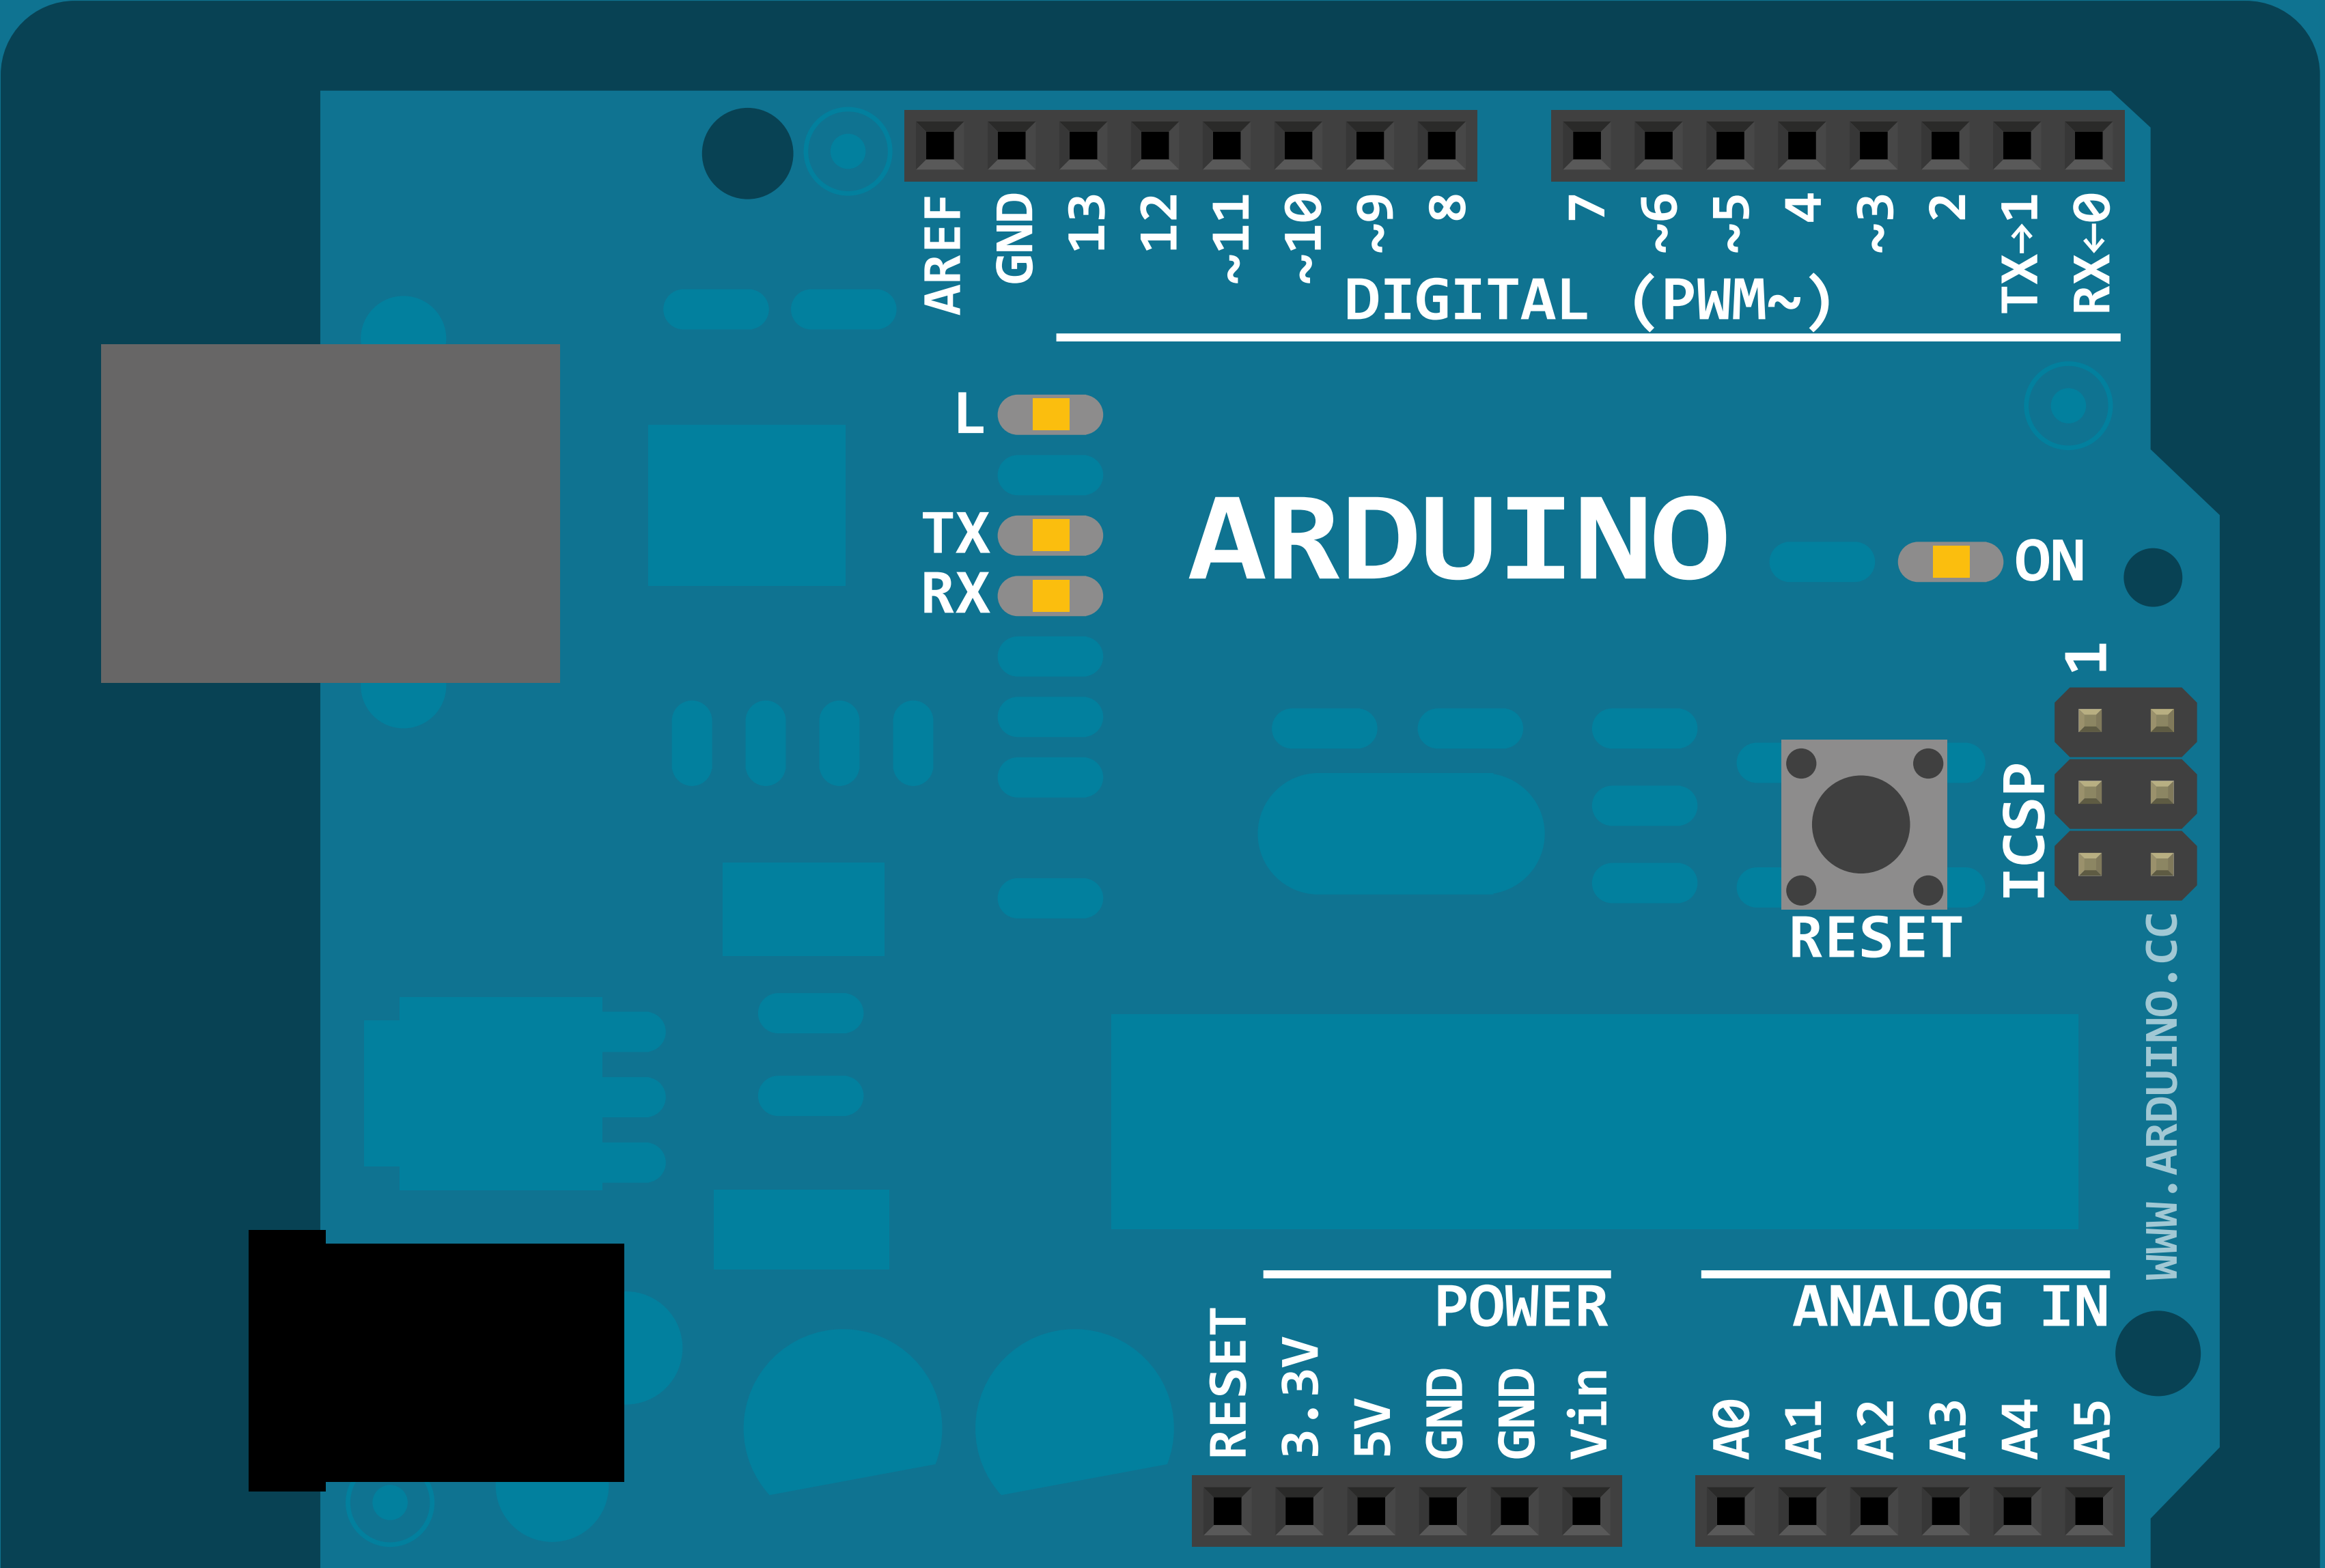 AREF
GND
13
12
~11
~10
~9
8
7
~6
~5
4
~3
2
TX→1
RX←0
DIGITAL (PWM~)
L
TX
RX
ARDUINO
ON
1
ICSP
RESET
WWW.ARDUINO.CC
POWER
ANALOG IN
RESET
3.3V
5V
GND
GND
Vin
A0
A1
A2
A3
A4
A5